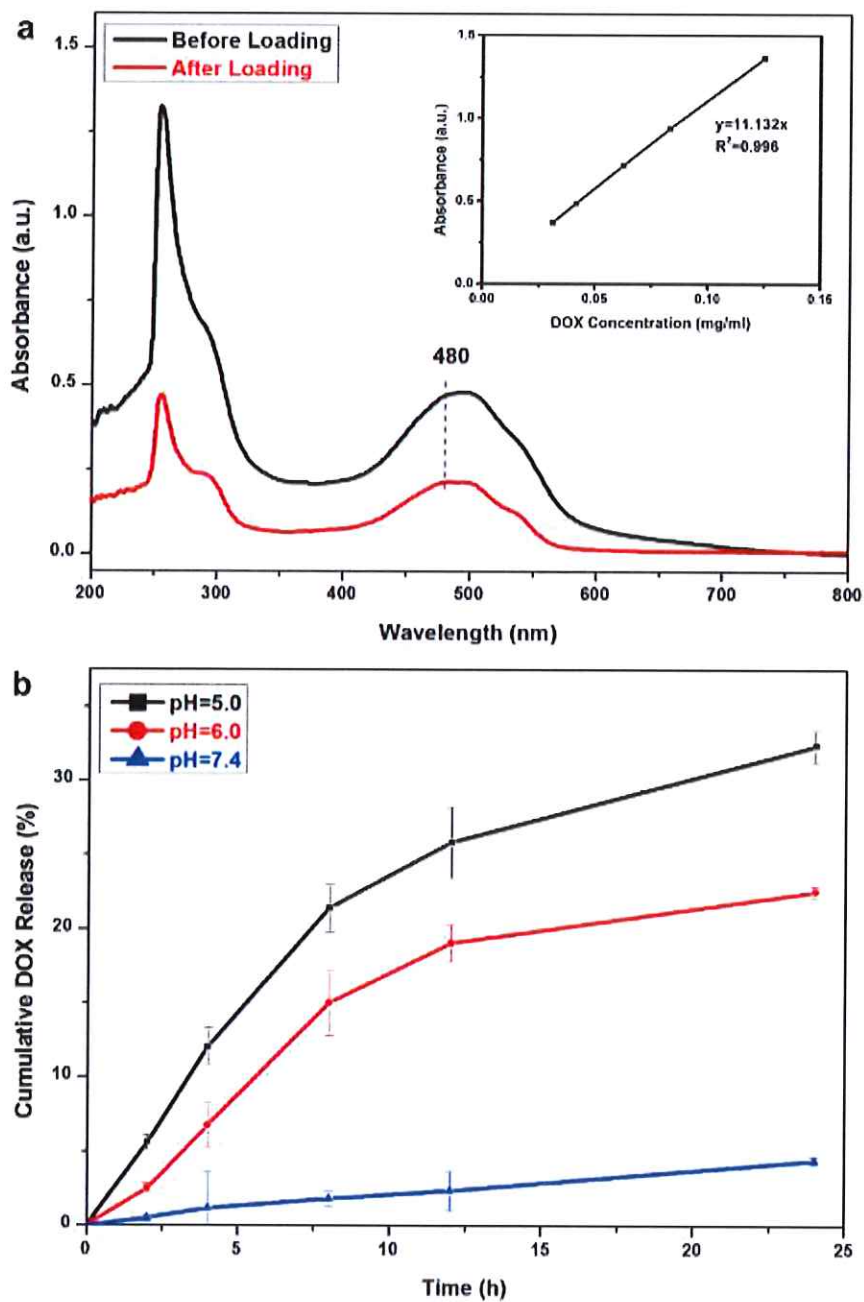 a
Before Loading
After Loading
1.5
1.0
0.5
0.0
Absorbance (a.u.)
200
300
400
500
600
700
800
Wavelength (nm)
480
1.5
1.0
0.5
0.0
Absorbance (a.u.)
y=11.132x
R²=0.996
0.00
0.05
0.10
0.15
DOX Concentration (mg/ml)
b
pH=5.0
pH=6.0
pH=7.4
30
20
10
0
Cumulative DOX Release (%)
0
5
10
15
20
25
Time (h)